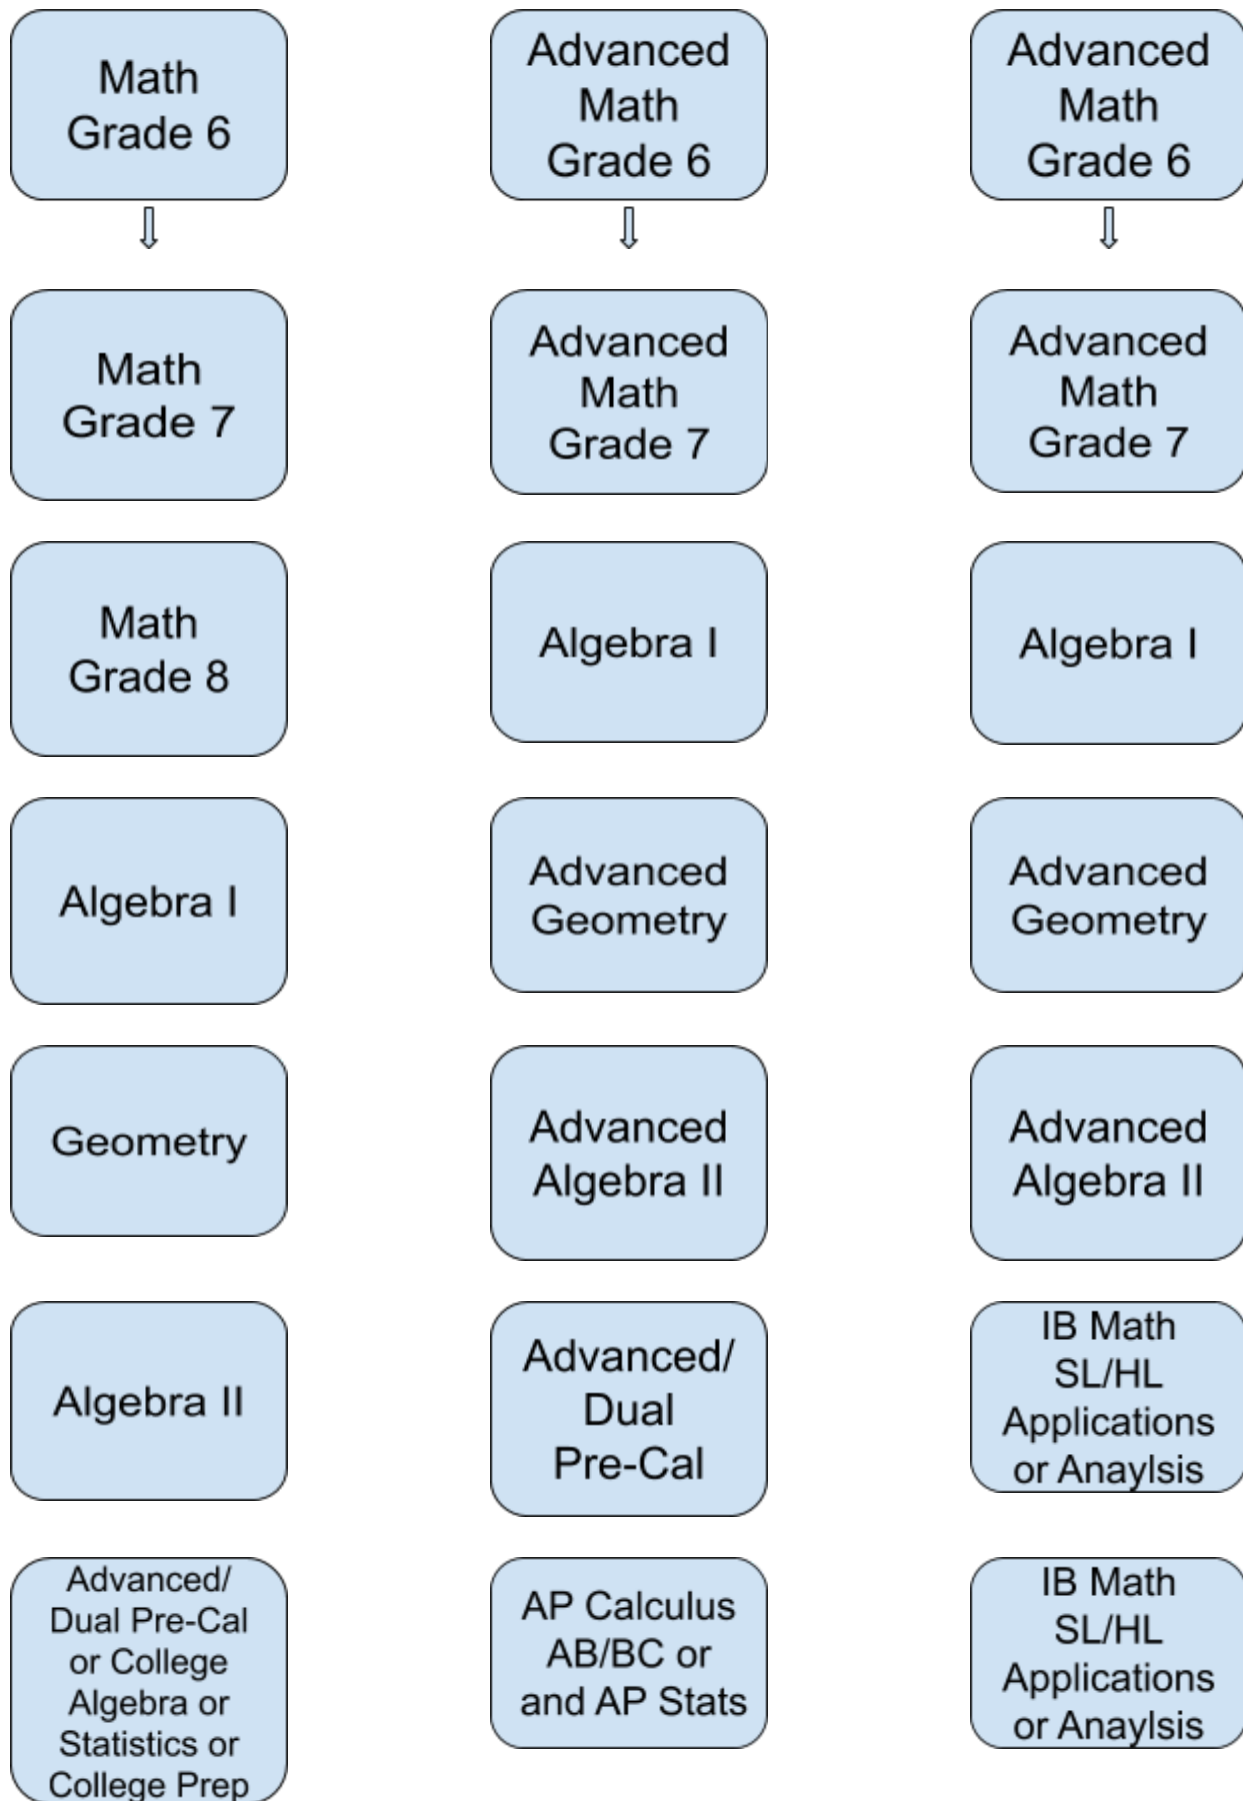 Math
Grade 6
Advanced
Math
Grade 6
Advanced
Math
Grade 6
Math
Grade 7
Advanced
Math
Grade 7
Advanced
Math
Grade 7
Math
Grade 8
Algebra I
Algebra I
Algebra I
Advanced
Geometry
Advanced
Geometry
Geometry
Advanced
Algebra II
Advanced
Algebra II
Algebra II
Advanced/
Dual
Pre-Cal
IB Math
SL/HL
Applications
or Anaylsis
Advanced/
Dual Pre-Cal
or College
Algebra or
Statistics or
College Prep
AP Calculus
AB/BC or
and AP Stats
IB Math
SL/HL
Applications
or Anaylsis